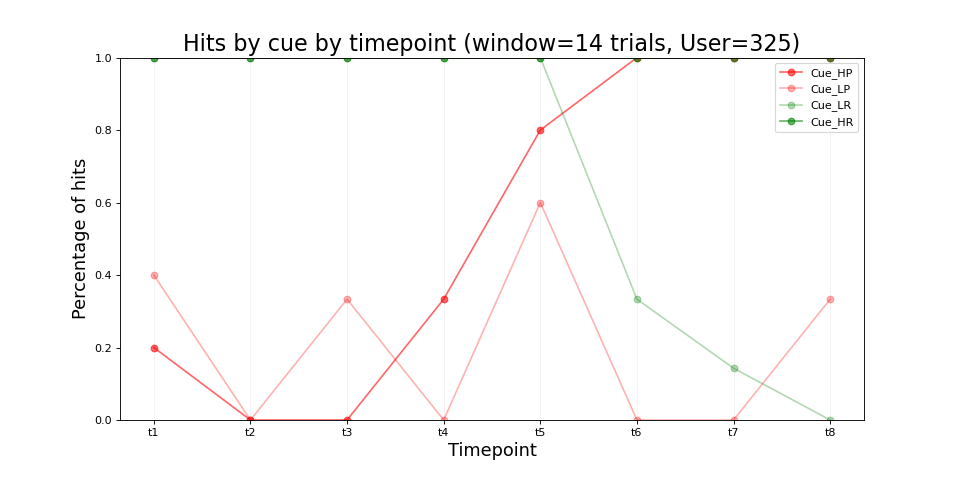 Hits by cue by timepoint (window=14 trials, User=325)
Percentage of hits
1.0
0.8
0.6
0.4
0.2
0.0
Cue_HP
Cue_LP
Cue_LR
Cue_HR
t1 t2 t3 t4 t5 t6 t7 t8
Timepoint